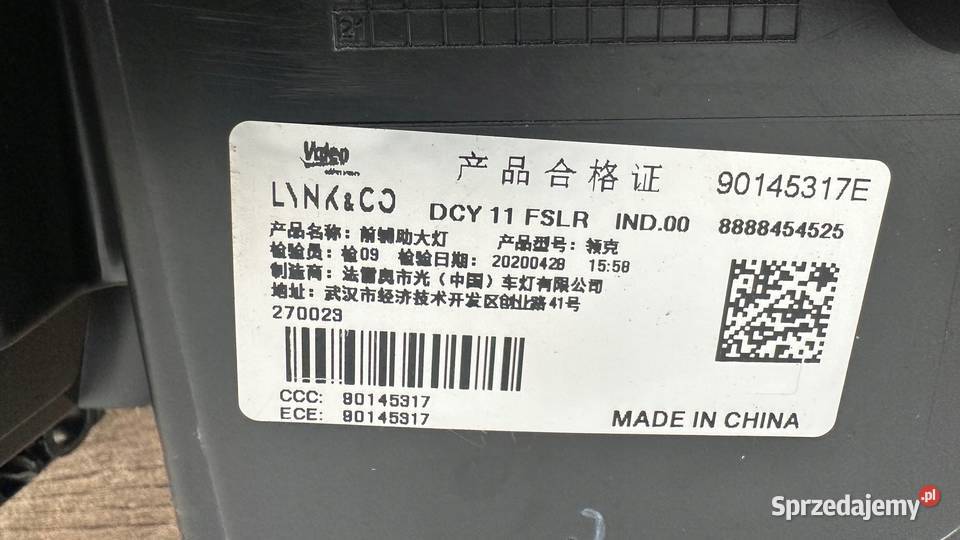 Valeo
产品合格证
90145317E
LYNK&CO
DCY 11 FSLR IND.00
8888454525
产品名称: 前辅助大灯 产品型号: 领克
检验员: 检09 检验日期: 20200428 15:58
制造商: 法雷奥市光(中国)车灯有限公司
地址: 武汉市经济技术开发区创业路41号
270023
CCC: 90145317
ECE: 90145317
MADE IN CHINA
Sprzedajemy.pl